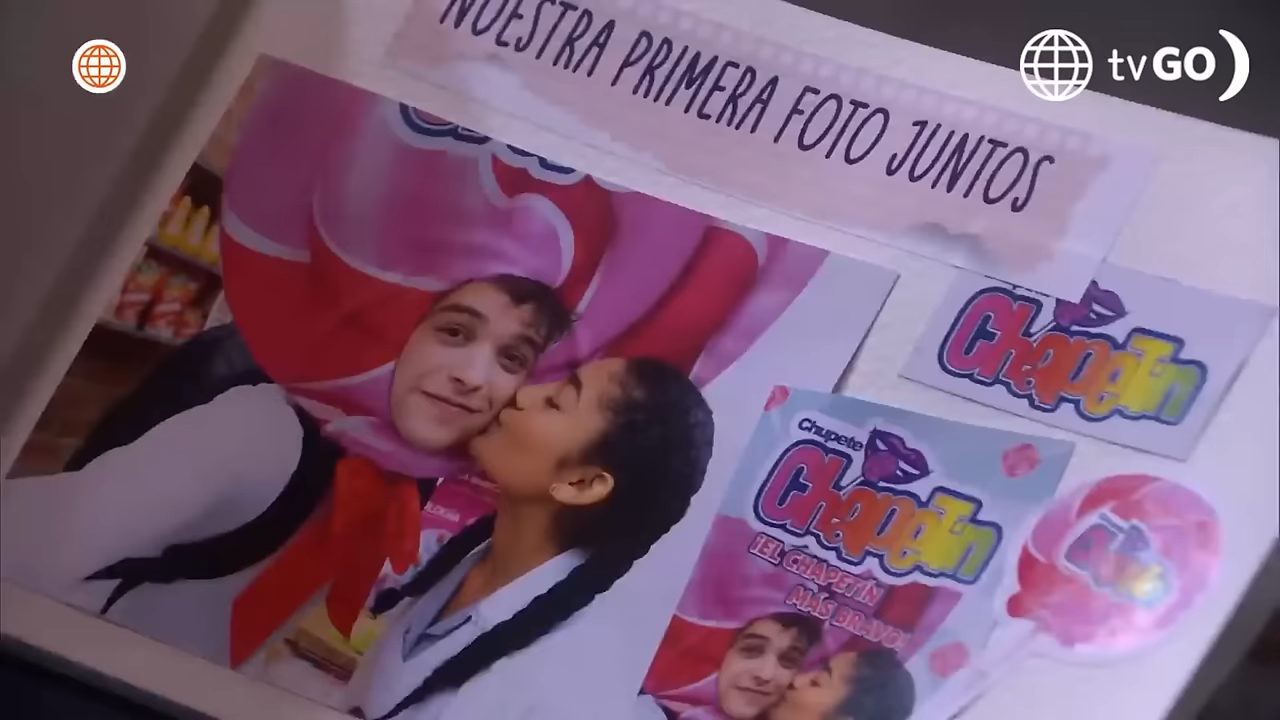 NUESTRA PRIMERA FOTO JUNTOS
tvGO
Chapetín
Chupete
Chapetín
¡EL CHAPETÍN
MÁS BRAVO!